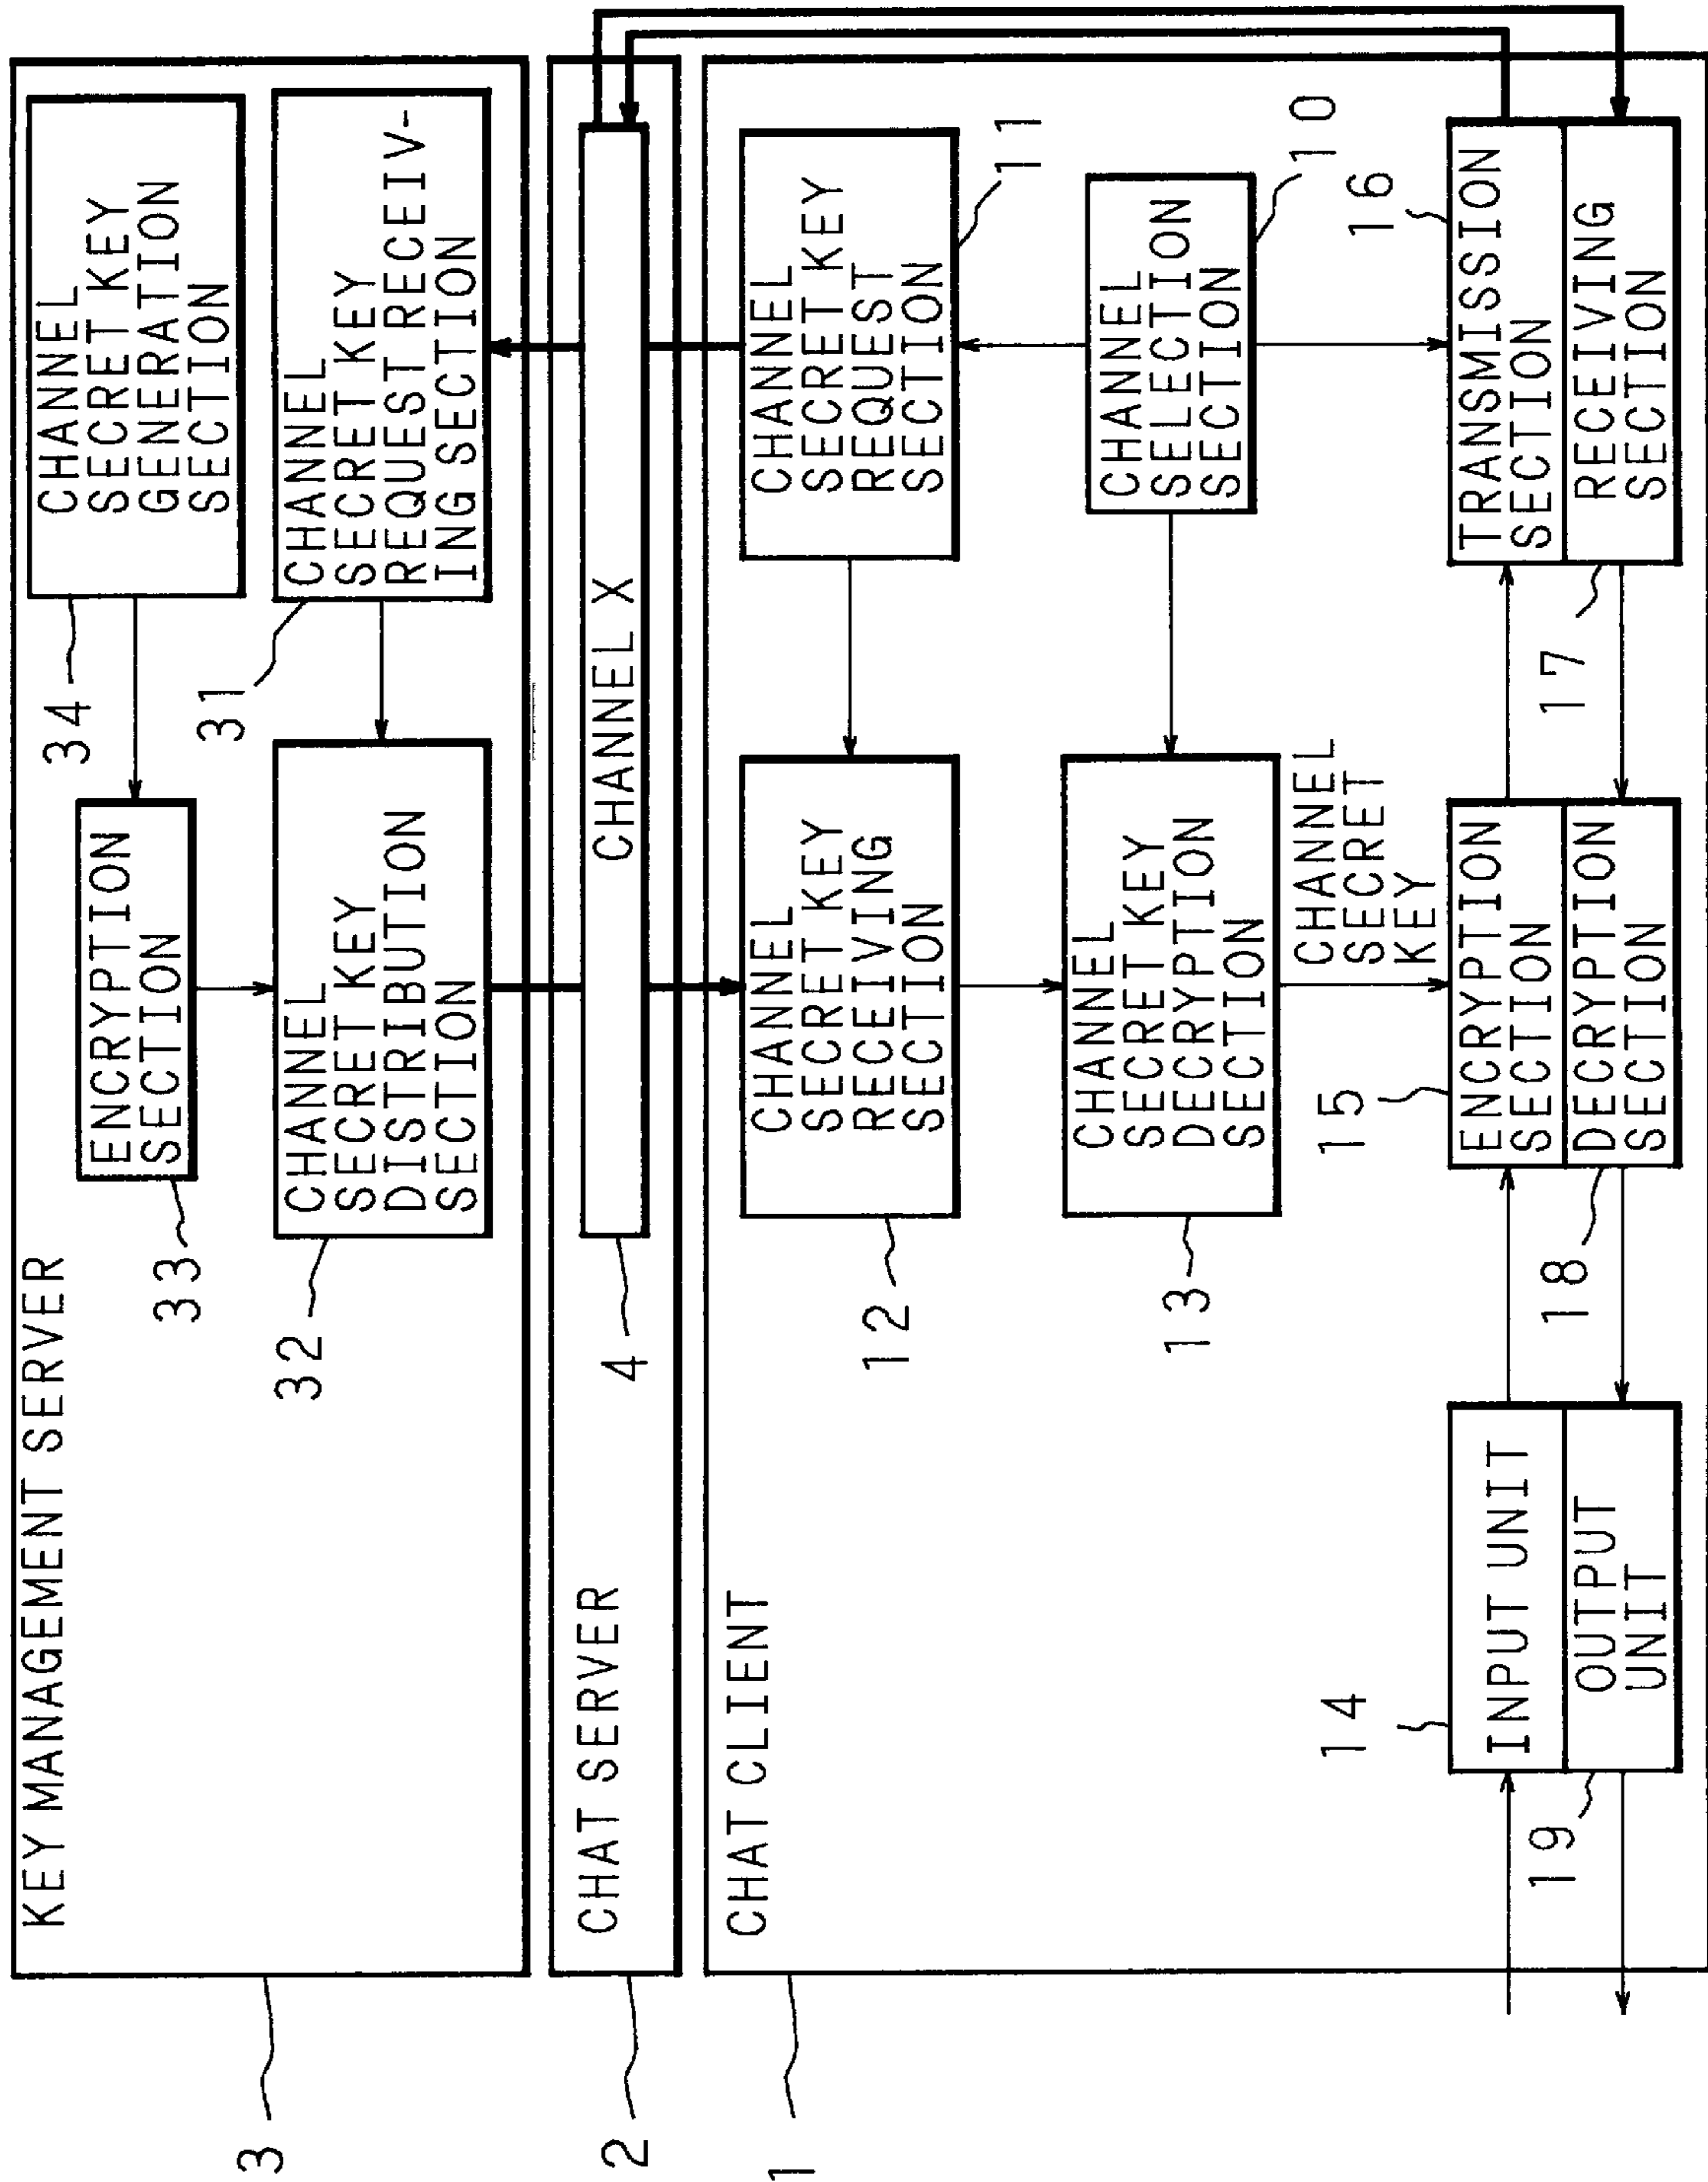 KEY MANAGEMENT SERVER
3
ENCRYPTION
SECTION
33
CHANNEL
SECRET KEY
GENERATION
SECTION
34
CHANNEL
SECRET KEY
DISTRIBUTION
SECTION
32
CHANNEL
SECRET KEY
REQUEST RECEIV-
ING SECTION
31
CHAT SERVER
2
CHANNEL X
4
CHAT CLIENT
1
CHANNEL
SECRET KEY
RECEIVING
SECTION
12
CHANNEL
SECRET KEY
REQUEST
SECTION
11
CHANNEL
SECRET KEY
DECRYPTION
SECTION
13
CHANNEL
SELECTION
SECTION
10
CHANNEL
SECRET
KEY
14
INPUT UNIT
OUTPUT
UNIT
19
15
ENCRYPTION
SECTION
DECRYPTION
SECTION
18
16
TRANSMISSION
SECTION
RECEIVING
SECTION
17